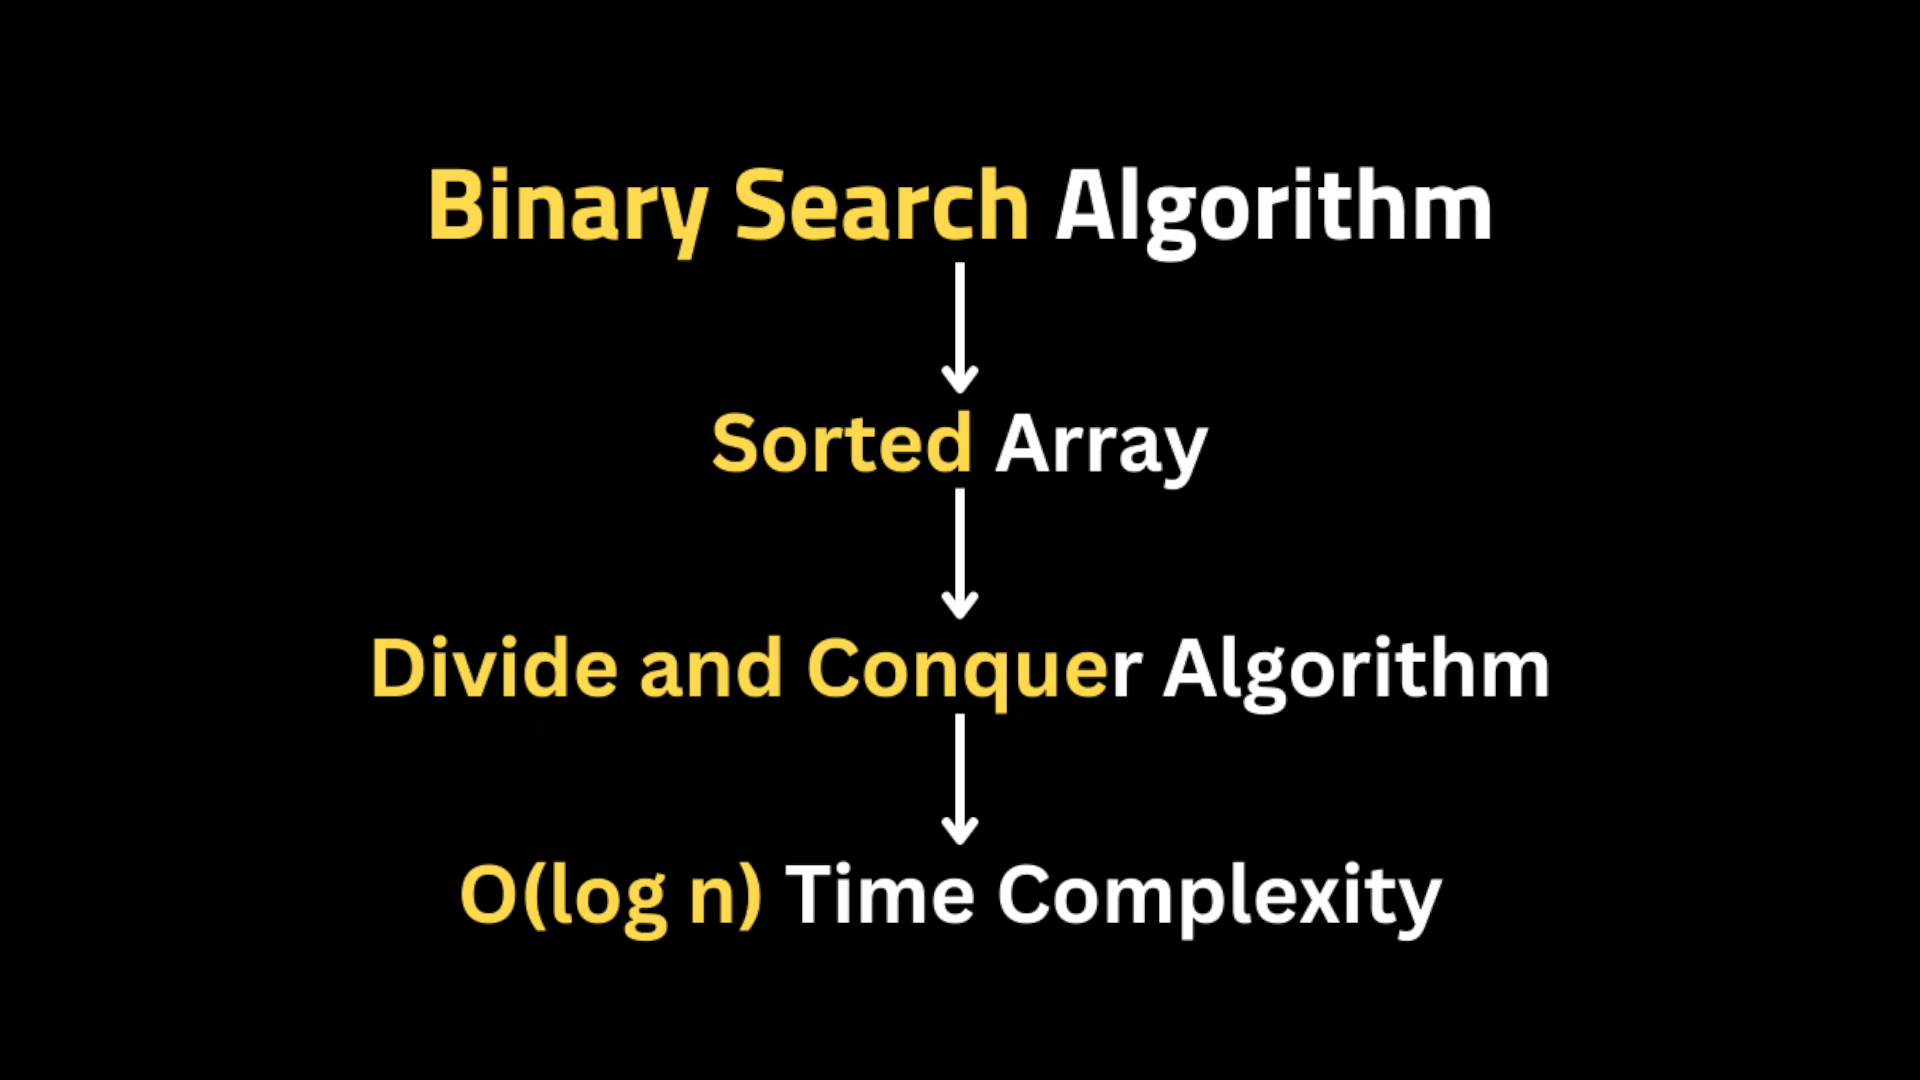 Binary Search Algorithm
Sorted Array
Divide and Conquer Algorithm
O(log n) Time Complexity